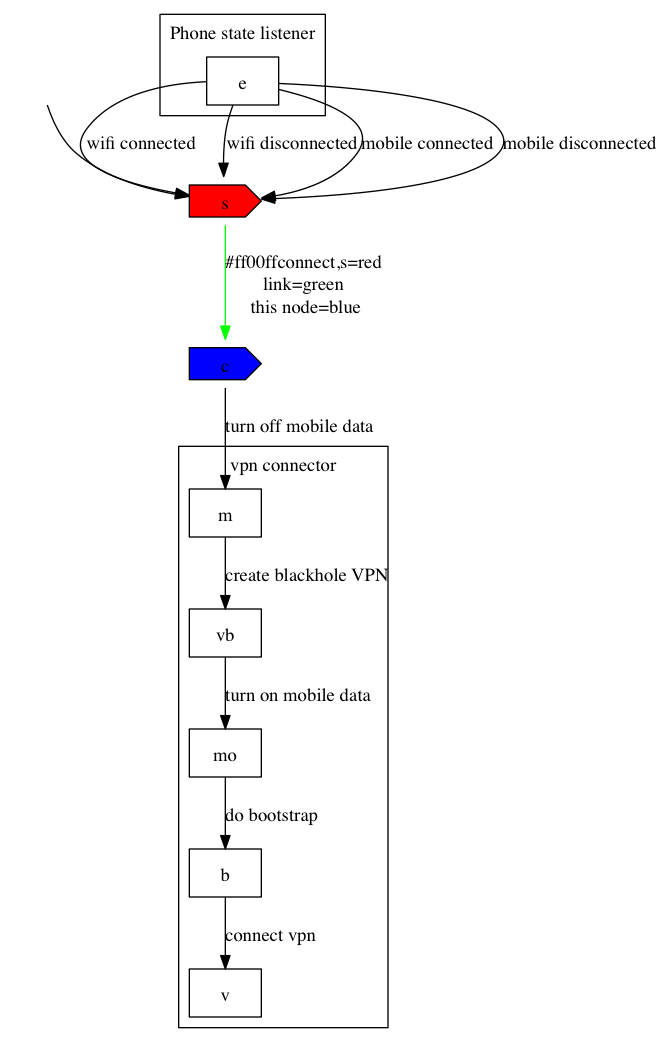 Phone state listener
e
wifi connected
wifi disconnected
mobile connected
mobile disconnected
s
#ff00ffconnect,s=red
link=green
this node=blue
c
turn off mobile data
vpn connector
m
create blackhole VPN
vb
turn on mobile data
mo
do bootstrap
b
connect vpn
v